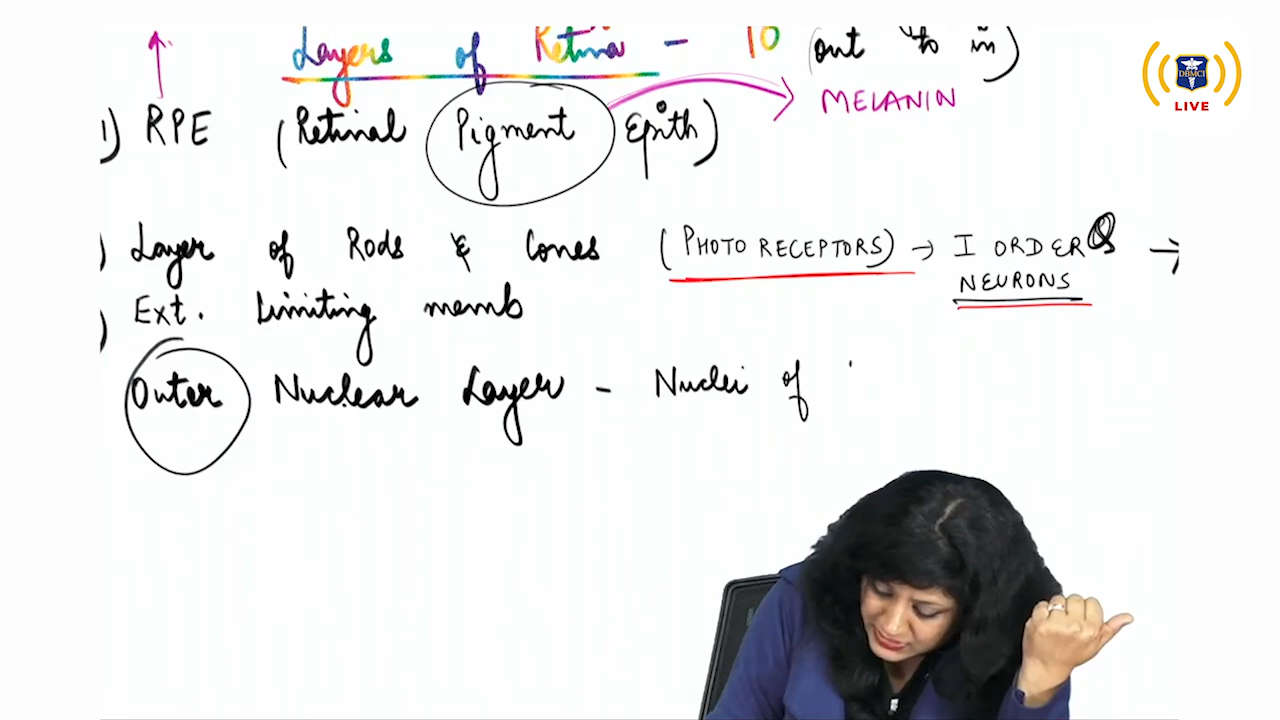 Layers of Retina - 10 (out to in)
MELANIN
1) RPE (Retinal Pigment Epith)
) Layer of Rods & Cones (PHOTO RECEPTORS) → I ORDER →
NEURONS
) Ext. Limiting memb
Outer Nuclear Layer - Nuclei of
DBMCI
LIVE